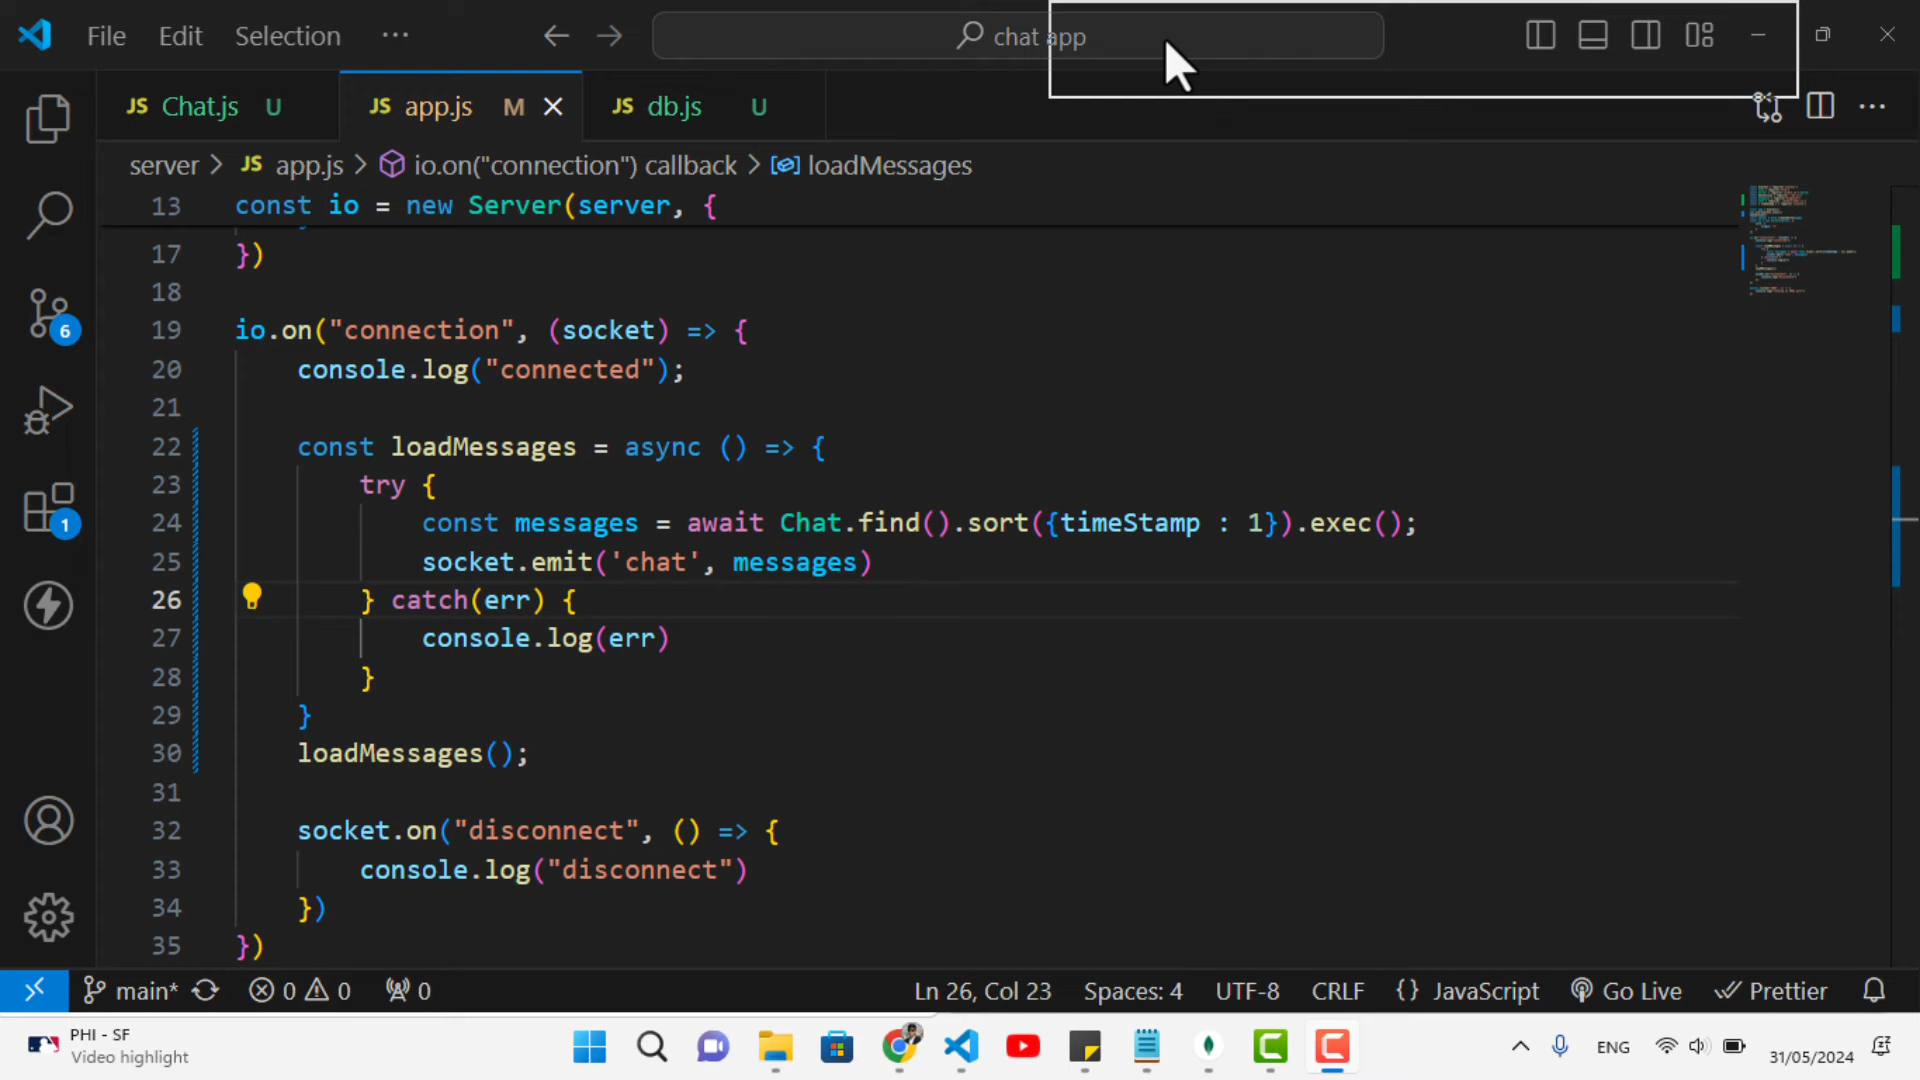 File Edit Selection ··· chat app
JS Chat.js U JS app.js M JS db.js U
server > JS app.js > io.on("connection") callback > loadMessages
13 const io = new Server(server, {
17 })
18
19 io.on("connection", (socket) => {
20 console.log("connected");
21
22 const loadMessages = async () => {
23 try {
24 const messages = await Chat.find().sort({timeStamp : 1}).exec();
25 socket.emit('chat', messages)
26 } catch(err) {
27 console.log(err)
28 }
29 }
30 loadMessages();
31
32 socket.on("disconnect", () => {
33 console.log("disconnect")
34 })
35 })
6
1
main* 0 0 0 Ln 26, Col 23 Spaces: 4 UTF-8 CRLF {} JavaScript Go Live Prettier
PHI - SF
Video highlight
ENG 31/05/2024